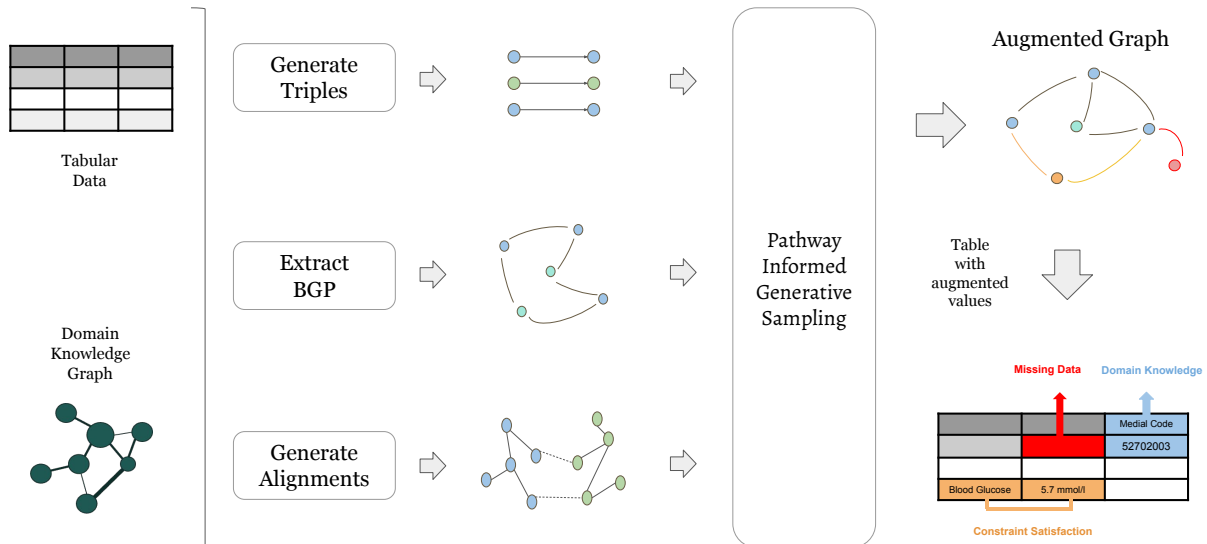 Tabular
Data
Domain
Knowledge
Graph
Generate
Triples
Extract
BGP
Generate
Alignments
Pathway
Informed
Generative
Sampling
Augmented Graph
Table
with
augmented
values
Missing Data
Domain Knowledge
Medial Code
52702003
Blood Glucose
5.7 mmol/l
Constraint Satisfaction